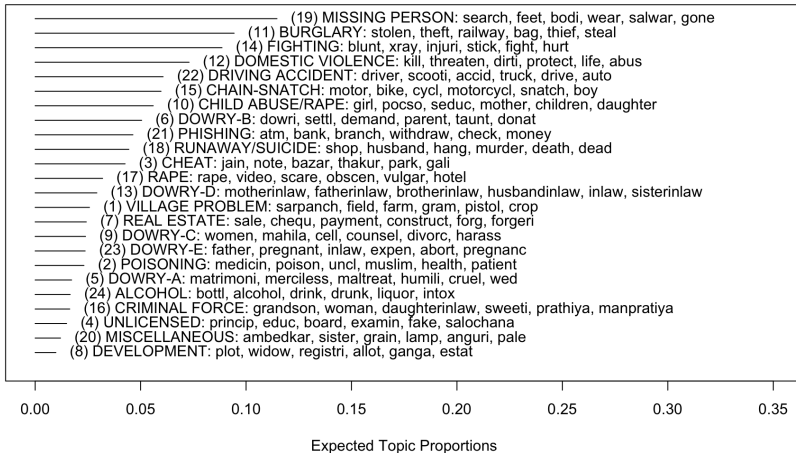 (19) MISSING PERSON: search, feet, bodi, wear, salwar, gone
(11) BURGLARY: stolen, theft, railway, bag, thief, steal
(14) FIGHTING: blunt, xray, injuri, stick, fight, hurt
(12) DOMESTIC VIOLENCE: kill, threaten, dirti, protect, life, abus
(22) DRIVING ACCIDENT: driver, scooti, accid, truck, drive, auto
(15) CHAIN-SNATCH: motor, bike, cycl, motorcycl, snatch, boy
(10) CHILD ABUSE/RAPE: girl, pocso, seduc, mother, children, daughter
(6) DOWRY-B: dowri, settl, demand, parent, taunt, donat
(21) PHISHING: atm, bank, branch, withdraw, check, money
(18) RUNAWAY/SUICIDE: shop, husband, hang, murder, death, dead
(3) CHEAT: jain, note, bazar, thakur, park, gali
(17) RAPE: rape, video, scare, obscen, vulgar, hotel
(13) DOWRY-D: motherinlaw, fatherinlaw, brotherinlaw, husbandinlaw, inlaw, sisterinlaw
(1) VILLAGE PROBLEM: sarpanch, field, farm, gram, pistol, crop
(7) REAL ESTATE: sale, chequ, payment, construct, forg, forgeri
(9) DOWRY-C: women, mahila, cell, counsel, divorc, harass
(23) DOWRY-E: father, pregnant, inlaw, expen, abort, pregnanc
(2) POISONING: medicin, poison, uncl, muslim, health, patient
(5) DOWRY-A: matrimoni, merciless, maltreat, humili, cruel, wed
(24) ALCOHOL: bottl, alcohol, drink, drunk, liquor, intox
(16) CRIMINAL FORCE: grandson, woman, daughterinlaw, sweeti, prathiya, manpratiya
(4) UNLICENSED: princip, educ, board, examin, fake, salochana
(20) MISCELLANEOUS: ambedkar, sister, grain, lamp, anguri, pale
(8) DEVELOPMENT: plot, widow, registri, allot, ganga, estat
0.00 0.05 0.10 0.15 0.20 0.25 0.30 0.35
Expected Topic Proportions